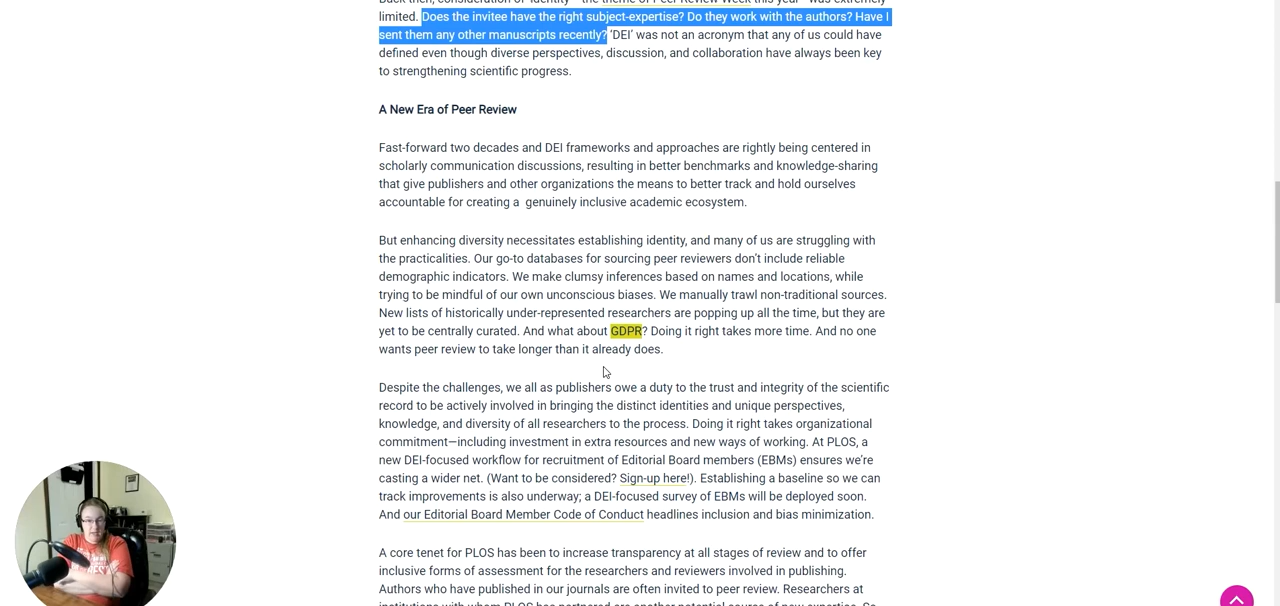 Back then, consideration of 'identity'—the theme of Peer Review Week this year—was extremely
limited. Does the invitee have the right subject-expertise? Do they work with the authors? Have I
sent them any other manuscripts recently? ‘DEI’ was not an acronym that any of us could have
defined even though diverse perspectives, discussion, and collaboration have always been key
to strengthening scientific progress.
A New Era of Peer Review
Fast-forward two decades and DEI frameworks and approaches are rightly being centered in
scholarly communication discussions, resulting in better benchmarks and knowledge-sharing
that give publishers and other organizations the means to better track and hold ourselves
accountable for creating a genuinely inclusive academic ecosystem.
But enhancing diversity necessitates establishing identity, and many of us are struggling with
the practicalities. Our go-to databases for sourcing peer reviewers don’t include reliable
demographic indicators. We make clumsy inferences based on names and locations, while
trying to be mindful of our own unconscious biases. We manually trawl non-traditional sources.
New lists of historically under-represented researchers are popping up all the time, but they are
yet to be centrally curated. And what about GDPR? Doing it right takes more time. And no one
wants peer review to take longer than it already does.
Despite the challenges, we all as publishers owe a duty to the trust and integrity of the scientific
record to be actively involved in bringing the distinct identities and unique perspectives,
knowledge, and diversity of all researchers to the process. Doing it right takes organizational
commitment—including investment in extra resources and new ways of working. At PLOS, a
new DEI-focused workflow for recruitment of Editorial Board members (EBMs) ensures we’re
casting a wider net. (Want to be considered? Sign-up here!). Establishing a baseline so we can
track improvements is also underway; a DEI-focused survey of EBMs will be deployed soon.
And our Editorial Board Member Code of Conduct headlines inclusion and bias minimization.
A core tenet for PLOS has been to increase transparency at all stages of review and to offer
inclusive forms of assessment for the researchers and reviewers involved in publishing.
Authors who have published in our journals are often invited to peer review. Researchers at
institutions with whom PLOS has partnered are another potential source of new expertise. So